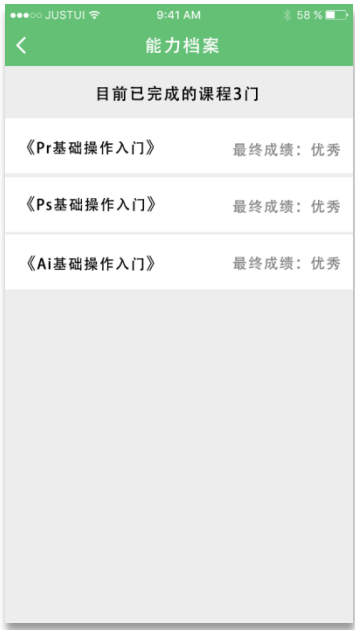 JUSTUI 9:41 AM 58 %
能力档案
目前已完成的课程3门
《Pr基础操作入门》 最终成绩：优秀
《Ps基础操作入门》 最终成绩：优秀
《Ai基础操作入门》 最终成绩：优秀